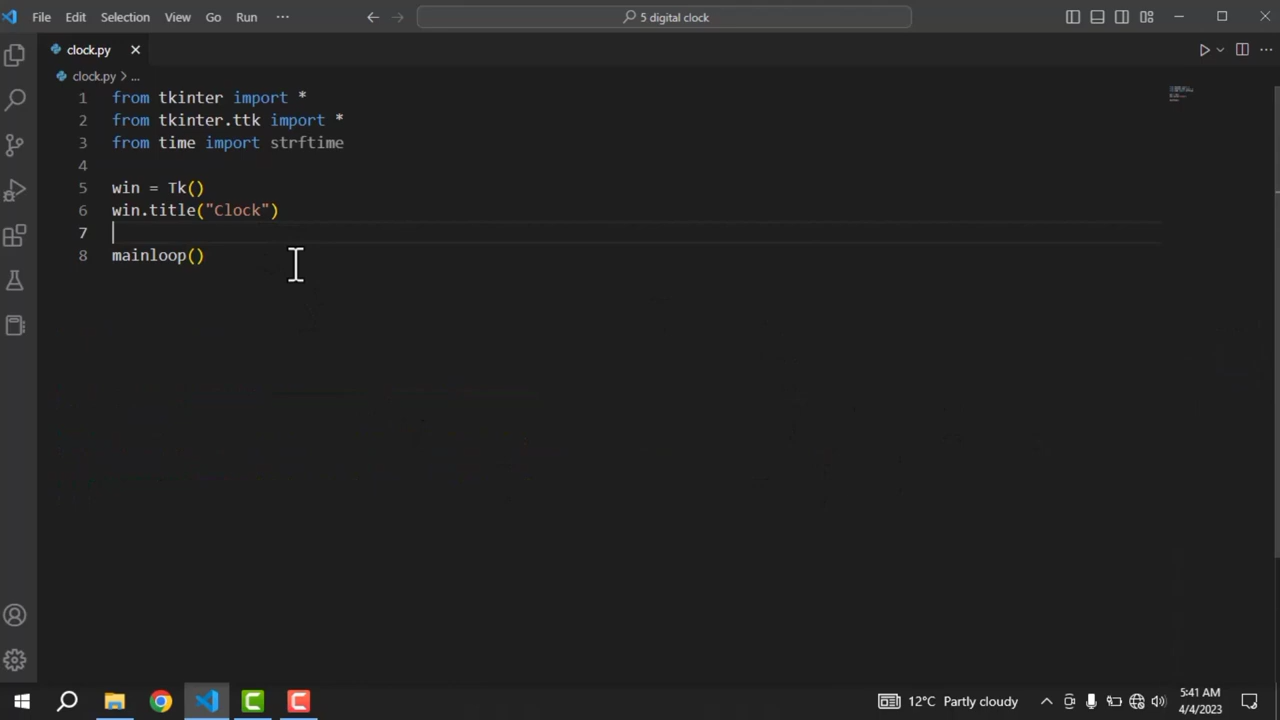 File Edit Selection View Go Run ··· 5 digital clock
clock.py
clock.py > ...
1 from tkinter import *
2 from tkinter.ttk import *
3 from time import strftime
4
5 win = Tk()
6 win.title("Clock")
7
8 mainloop()
12°C Partly cloudy
5:41 AM
4/4/2023